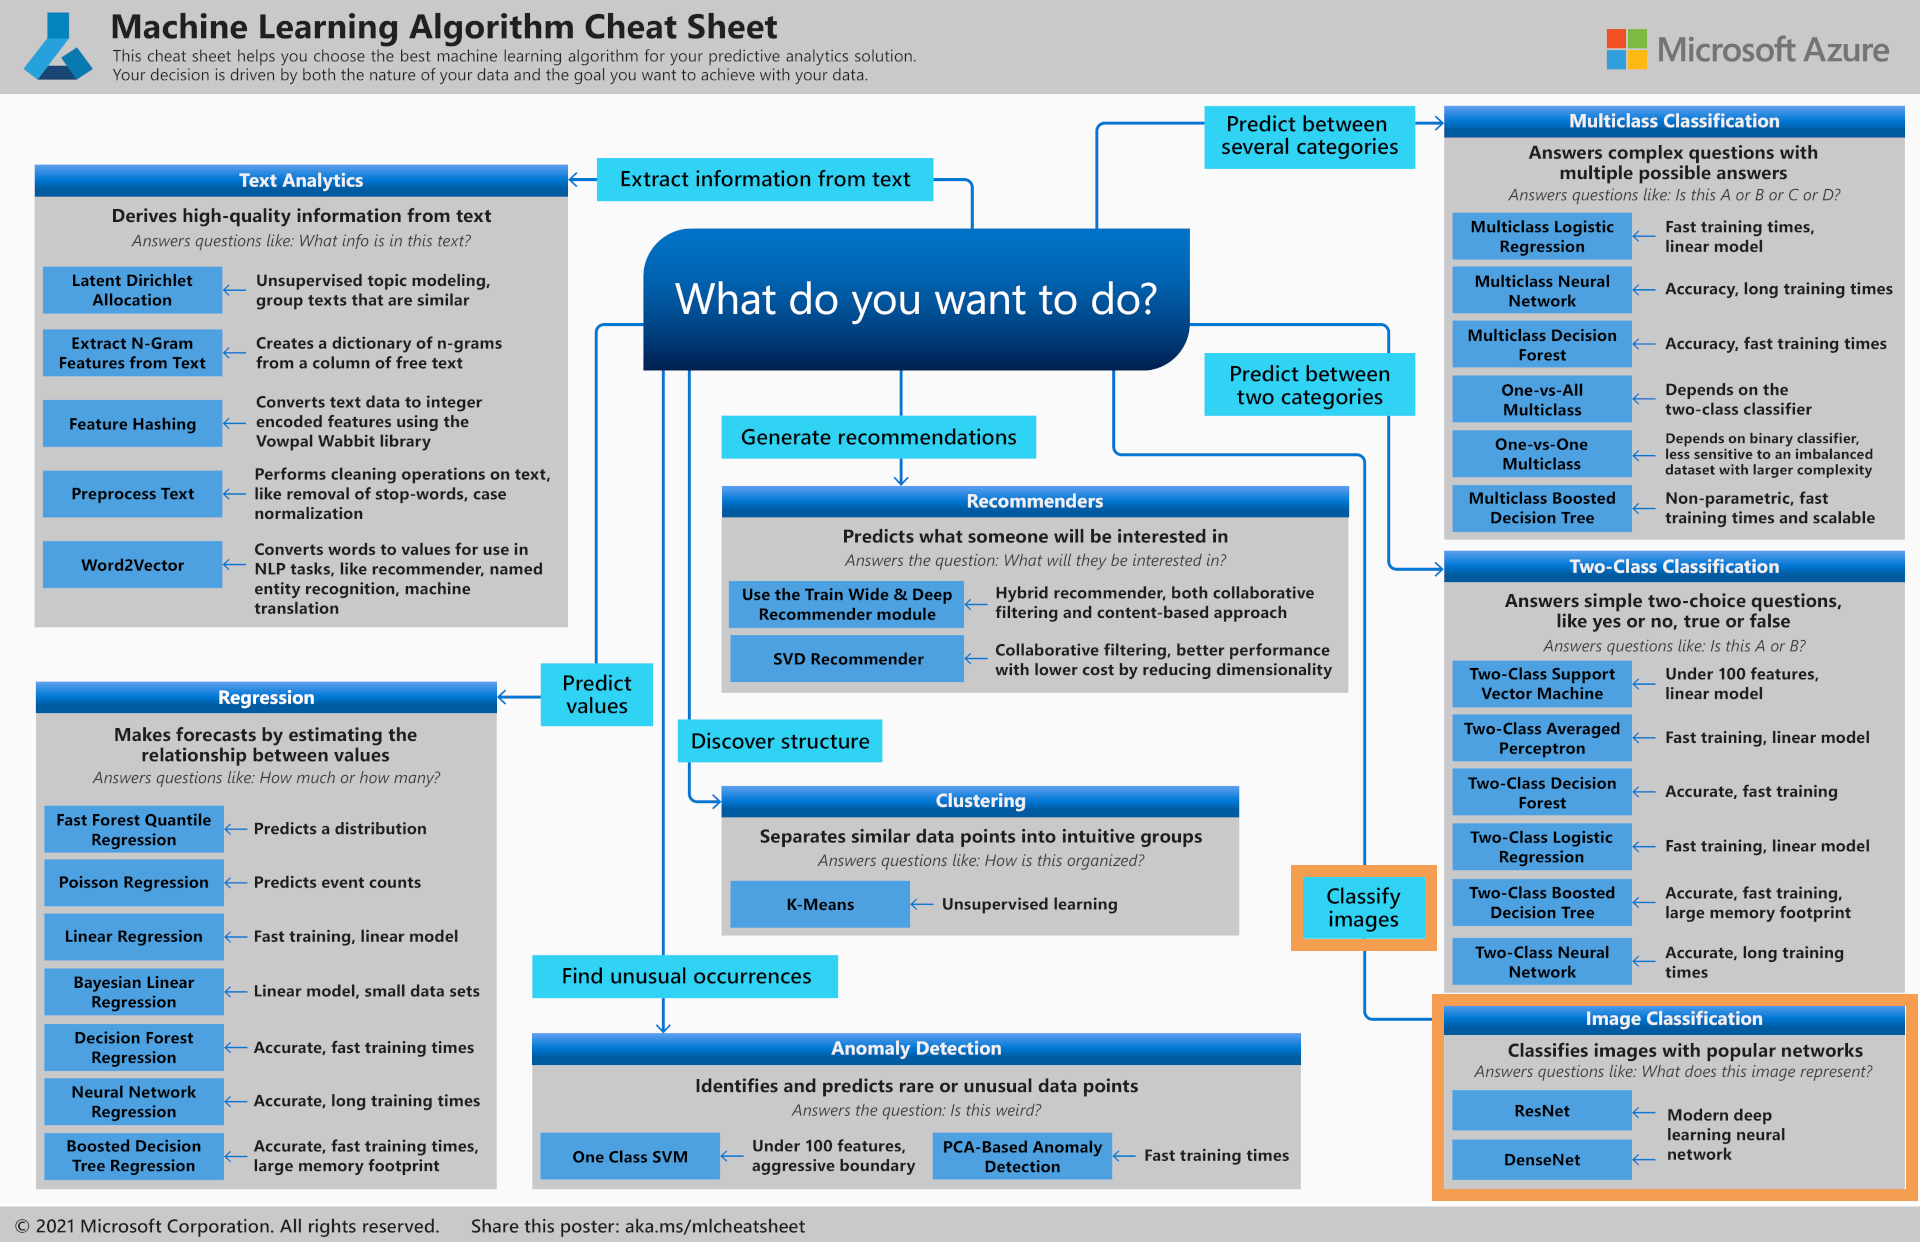 Machine Learning Algorithm Cheat Sheet
This cheat sheet helps you choose the best machine learning algorithm for your predictive analytics solution.
Your decision is driven by both the nature of your data and the goal you want to achieve with your data.
Microsoft Azure
What do you want to do?
Extract information from text
Text Analytics
Derives high-quality information from text
Answers questions like: What info is in this text?
Latent Dirichlet
Allocation
Unsupervised topic modeling,
group texts that are similar
Extract N-Gram
Features from Text
Creates a dictionary of n-grams
from a column of free text
Feature Hashing
Converts text data to integer
encoded features using the
Vowpal Wabbit library
Preprocess Text
Performs cleaning operations on text,
like removal of stop-words, case
normalization
Word2Vector
Converts words to values for use in
NLP tasks, like recommender, named
entity recognition, machine
translation
Predict
values
Regression
Makes forecasts by estimating the
relationship between values
Answers questions like: How much or how many?
Fast Forest Quantile
Regression
Predicts a distribution
Poisson Regression
Predicts event counts
Linear Regression
Fast training, linear model
Bayesian Linear
Regression
Linear model, small data sets
Decision Forest
Regression
Accurate, fast training times
Neural Network
Regression
Accurate, long training times
Boosted Decision
Tree Regression
Accurate, fast training times,
large memory footprint
Generate recommendations
Recommenders
Predicts what someone will be interested in
Answers the question: What will they be interested in?
Use the Train Wide & Deep
Recommender module
Hybrid recommender, both collaborative
filtering and content-based approach
SVD Recommender
Collaborative filtering, better performance
with lower cost by reducing dimensionality
Discover structure
Clustering
Separates similar data points into intuitive groups
Answers questions like: How is this organized?
K-Means
Unsupervised learning
Find unusual occurrences
Anomaly Detection
Identifies and predicts rare or unusual data points
Answers the question: Is this weird?
One Class SVM
Under 100 features,
aggressive boundary
PCA-Based Anomaly
Detection
Fast training times
Predict between
several categories
Multiclass Classification
Answers complex questions with
multiple possible answers
Answers questions like: Is this A or B or C or D?
Multiclass Logistic
Regression
Fast training times,
linear model
Multiclass Neural
Network
Accuracy, long training times
Multiclass Decision
Forest
Accuracy, fast training times
One-vs-All
Multiclass
Depends on the
two-class classifier
One-vs-One
Multiclass
Depends on binary classifier,
less sensitive to an imbalanced
dataset with larger complexity
Multiclass Boosted
Decision Tree
Non-parametric, fast
training times and scalable
Predict between
two categories
Two-Class Classification
Answers simple two-choice questions,
like yes or no, true or false
Answers questions like: Is this A or B?
Two-Class Support
Vector Machine
Under 100 features,
linear model
Two-Class Averaged
Perceptron
Fast training, linear model
Two-Class Decision
Forest
Accurate, fast training
Two-Class Logistic
Regression
Fast training, linear model
Two-Class Boosted
Decision Tree
Accurate, fast training,
large memory footprint
Two-Class Neural
Network
Accurate, long training
times
Classify
images
Image Classification
Classifies images with popular networks
Answers questions like: What does this image represent?
ResNet
DenseNet
Modern deep
learning neural
network
© 2021 Microsoft Corporation. All rights reserved.
Share this poster: aka.ms/mlcheatsheet